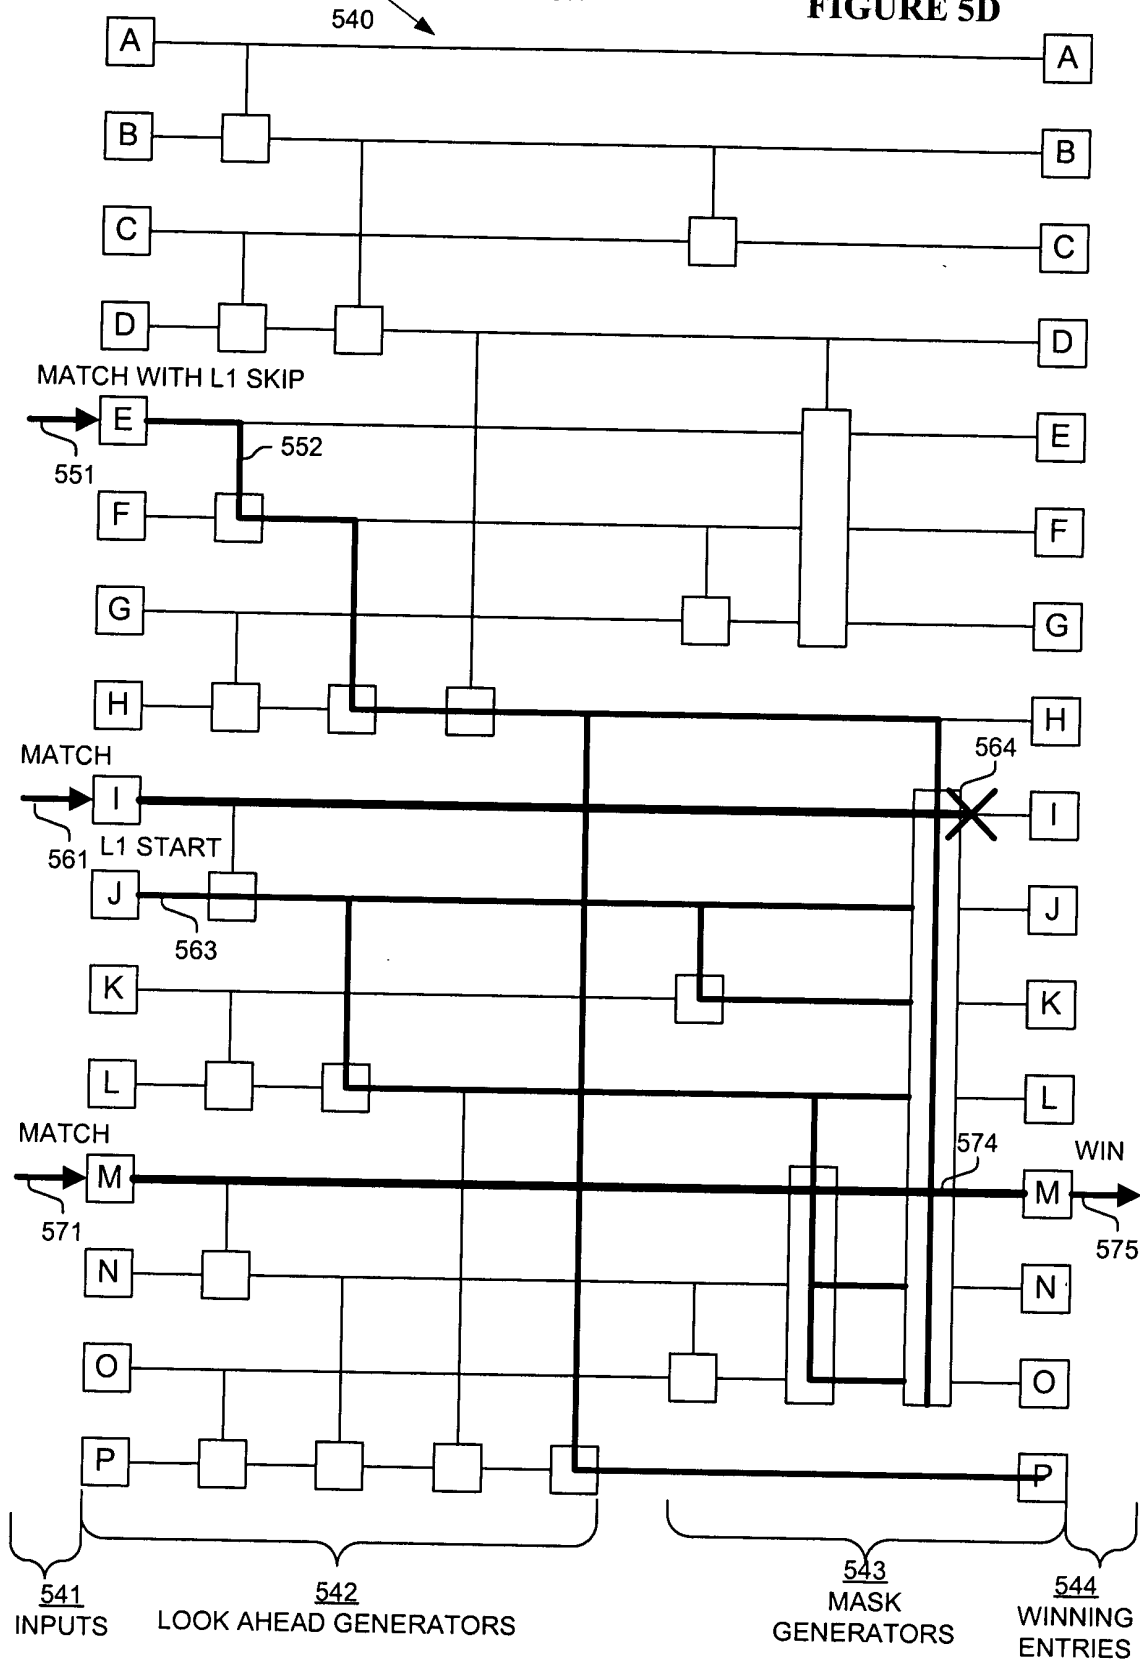 FIGURE 5D
540
A A
B B
C C
D D
MATCH WITH L1 SKIP
E E
551 552
F F
G G
H H
MATCH
564
I I
561 L1 START
J J
563
K K
L L
MATCH
574 WIN
M M
571 575
N N
O O
P P
541
INPUTS
542
LOOK AHEAD GENERATORS
543
MASK
GENERATORS
544
WINNING
ENTRIES